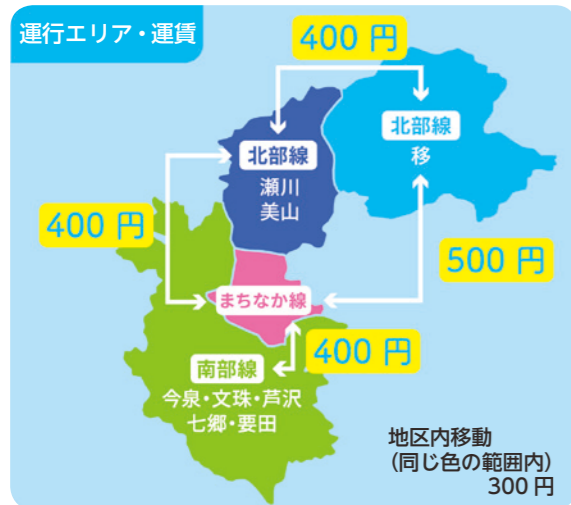 運行エリア・運賃
400 円
北部線
移
北部線
瀬川
美山
400 円
500 円
まちなか線
400 円
南部線
今泉・文珠・芦沢
七郷・要田
地区内移動
（同じ色の範囲内）
300 円